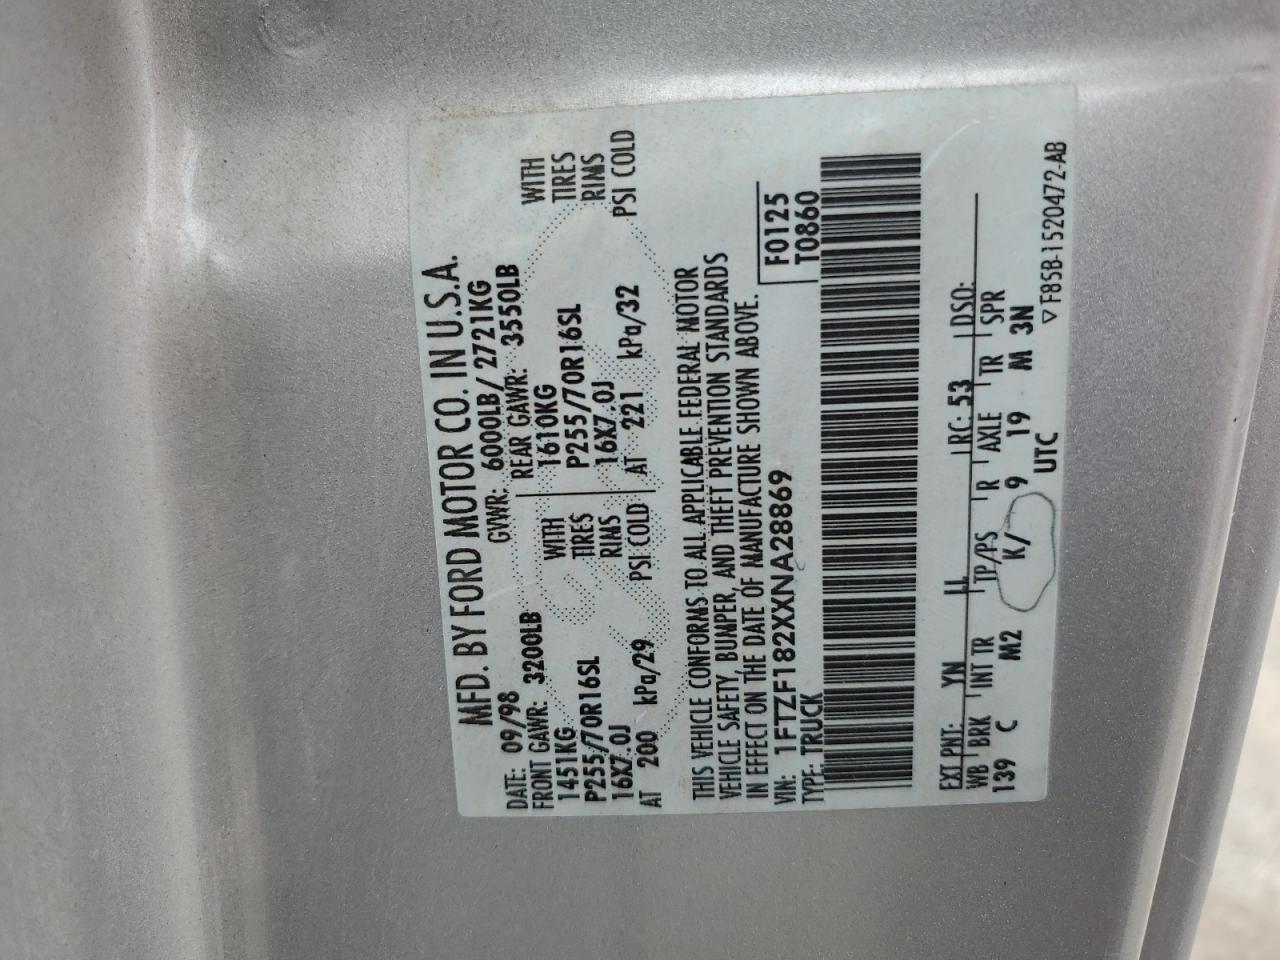 MFD. BY FORD MOTOR CO. IN U.S.A.
DATE: 09/98 GVWR: 6000LB/ 2721KG
FRONT GAWR: 3200LB REAR GAWR: 3550LB
1451KG WITH 1610KG WITH
P255/70R16SL TIRES P255/70R16SL TIRES
16X7.0J RIMS 16X7.0J RIMS
AT 200 kPa/29 PSI COLD AT 221 kPa/32 PSI COLD
THIS VEHICLE CONFORMS TO ALL APPLICABLE FEDERAL MOTOR
VEHICLE SAFETY, BUMPER, AND THEFT PREVENTION STANDARDS
IN EFFECT ON THE DATE OF MANUFACTURE SHOWN ABOVE.
VIN: 1FTZF182XXNA28869 F0125
TYPE: TRUCK T0860
EXT PNT: YN LL RC: 53 DSO:
WB BRK INT TR TP/PS R AXLE TR SPR
139 C M2 K/ 9 19 M 3N
UTC ▽F85B-1520472-AB